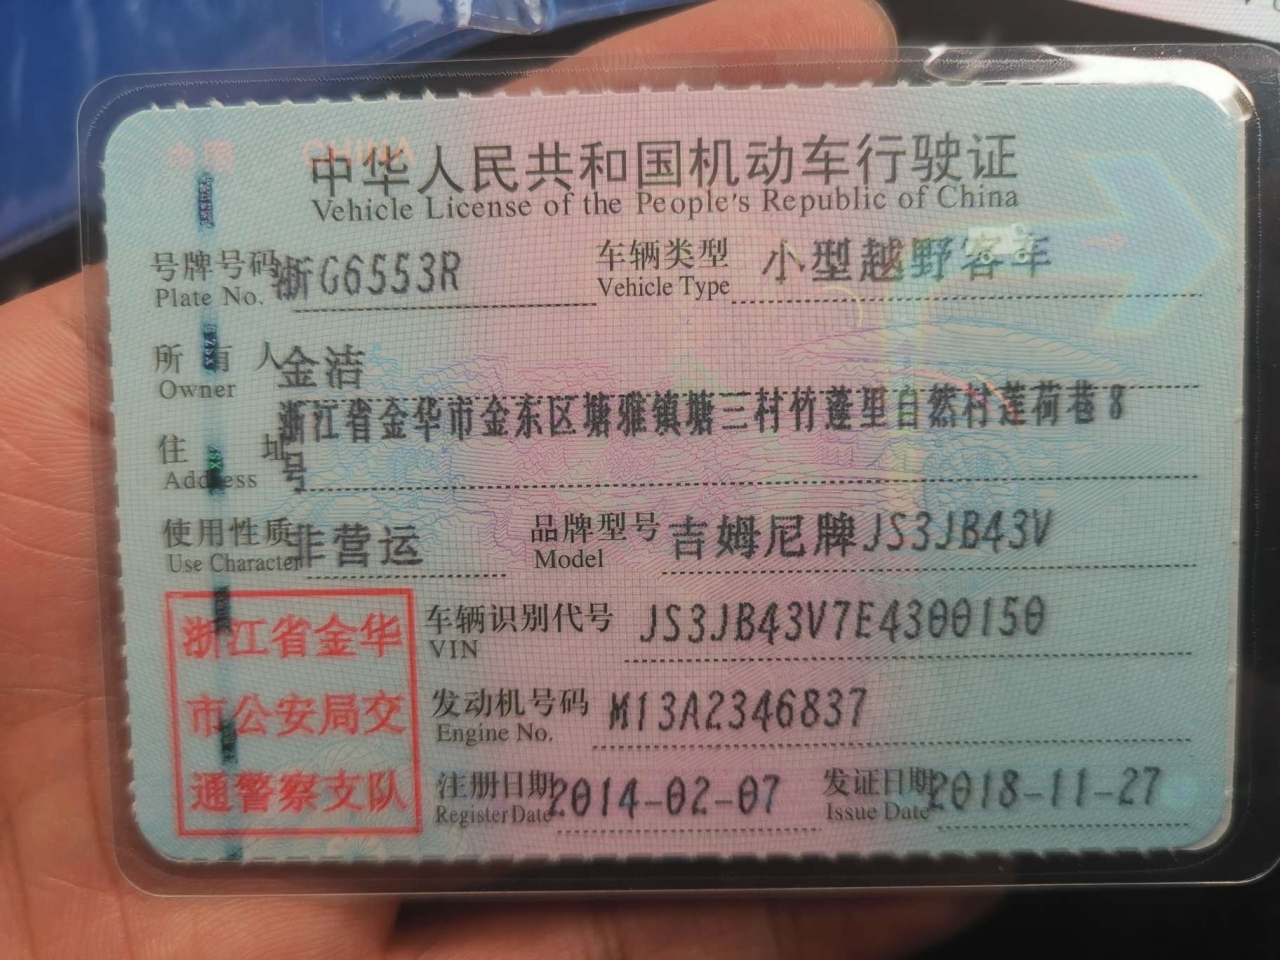 中华人民共和国机动车行驶证
Vehicle License of the People's Republic of China
号牌号码 浙G6553R 车辆类型 小型越野客车
Plate No. Vehicle Type
所有人 金洁
Owner
住址 浙江省金华市金东区塘雅镇塘三村竹蓬里自然村莲荷巷8
号
Address
使用性质 非营运 品牌型号 吉姆尼牌JS3JB43V
Use Character Model
浙江省金华
市公安局交
通警察支队
车辆识别代号 JS3JB43V7E4300150
VIN
发动机号码 M13A2346837
Engine No.
注册日期 2014-02-07 发证日期 2018-11-27
Register Date Issue Date